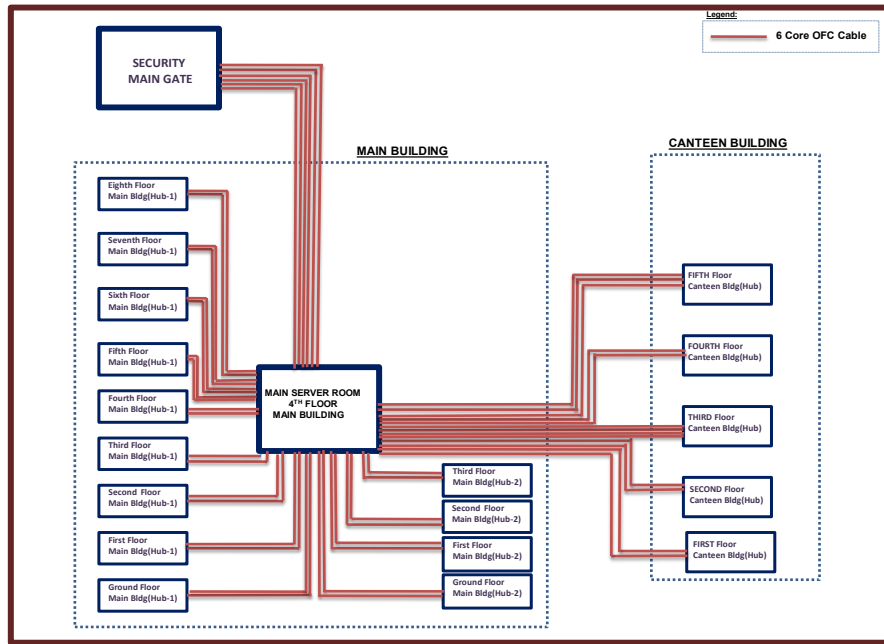 Legend:
6 Core OFC Cable
SECURITY
MAIN GATE
MAIN BUILDING
CANTEEN BUILDING
Eighth Floor
Main Bldg(Hub-1)
Seventh Floor
Main Bldg(Hub-1)
Sixth Floor
Main Bldg(Hub-1)
Fifth Floor
Main Bldg(Hub-1)
Fourth Floor
Main Bldg(Hub-1)
Third Floor
Main Bldg(Hub-1)
Second Floor
Main Bldg(Hub-1)
First Floor
Main Bldg(Hub-1)
Ground Floor
Main Bldg(Hub-1)
MAIN SERVER ROOM
4TH FLOOR
MAIN BUILDING
Third Floor
Main Bldg(Hub-2)
Second Floor
Main Bldg(Hub-2)
First Floor
Main Bldg(Hub-2)
Ground Floor
Main Bldg(Hub-2)
FIFTH Floor
Canteen Bldg(Hub)
FOURTH Floor
Canteen Bldg(Hub)
THIRD Floor
Canteen Bldg(Hub)
SECOND Floor
Canteen Bldg(Hub)
FIRST Floor
Canteen Bldg(Hub)